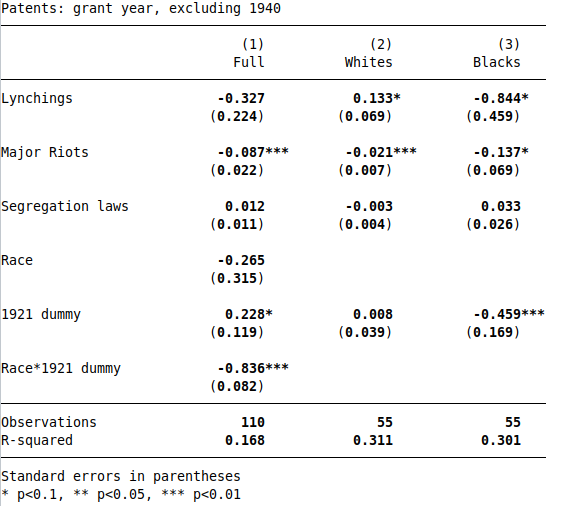 Patents: grant year, excluding 1940
(1) (2) (3)
Full Whites Blacks
Lynchings -0.327 0.133* -0.844*
(0.224) (0.069) (0.459)
Major Riots -0.087*** -0.021*** -0.137*
(0.022) (0.007) (0.069)
Segregation laws 0.012 -0.003 0.033
(0.011) (0.004) (0.026)
Race -0.265
(0.315)
1921 dummy 0.228* 0.008 -0.459***
(0.119) (0.039) (0.169)
Race*1921 dummy -0.836***
(0.082)
Observations 110 55 55
R-squared 0.168 0.311 0.301
Standard errors in parentheses
* p<0.1, ** p<0.05, *** p<0.01